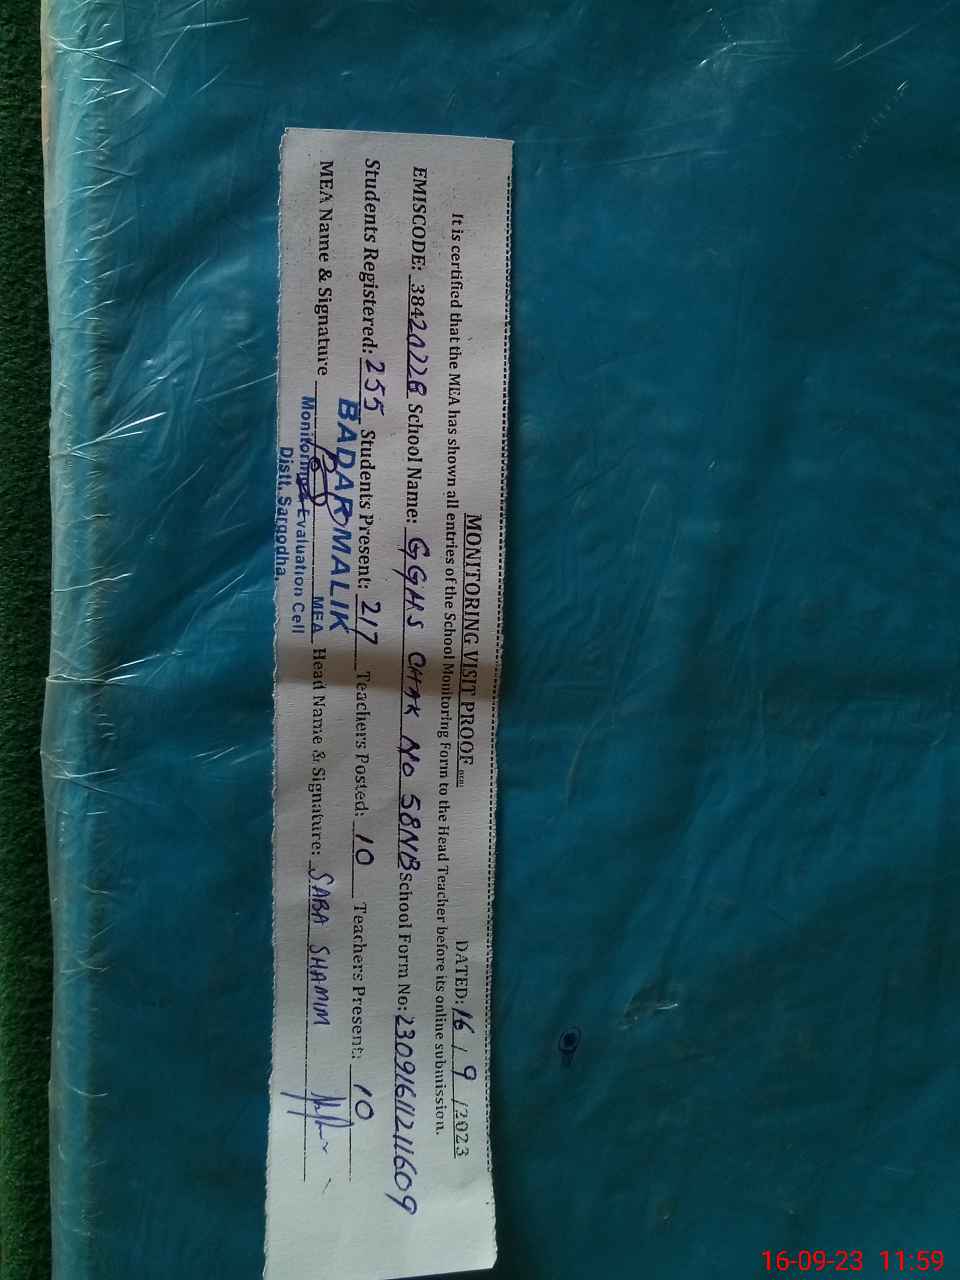 MONITORING VISIT PROOF
DATED: 16 / 9 /2023
It is certified that the MEA has shown all entries of the School Monitoring Form to the Head Teacher before its online submission.
EMISCODE: 38420228 School Name: GGHS CHAK NO 58NB School Form No: 23091611211609
Students Registered: 255 Students Present: 217 Teachers Posted: 10 Teachers Present: 10
MEA Name & Signature Head Name & Signature: SABA SHAMIM
BADAR MALIK
MEA
Monitoring & Evaluation Cell
Distt. Sargodha.
16-09-23 11:59